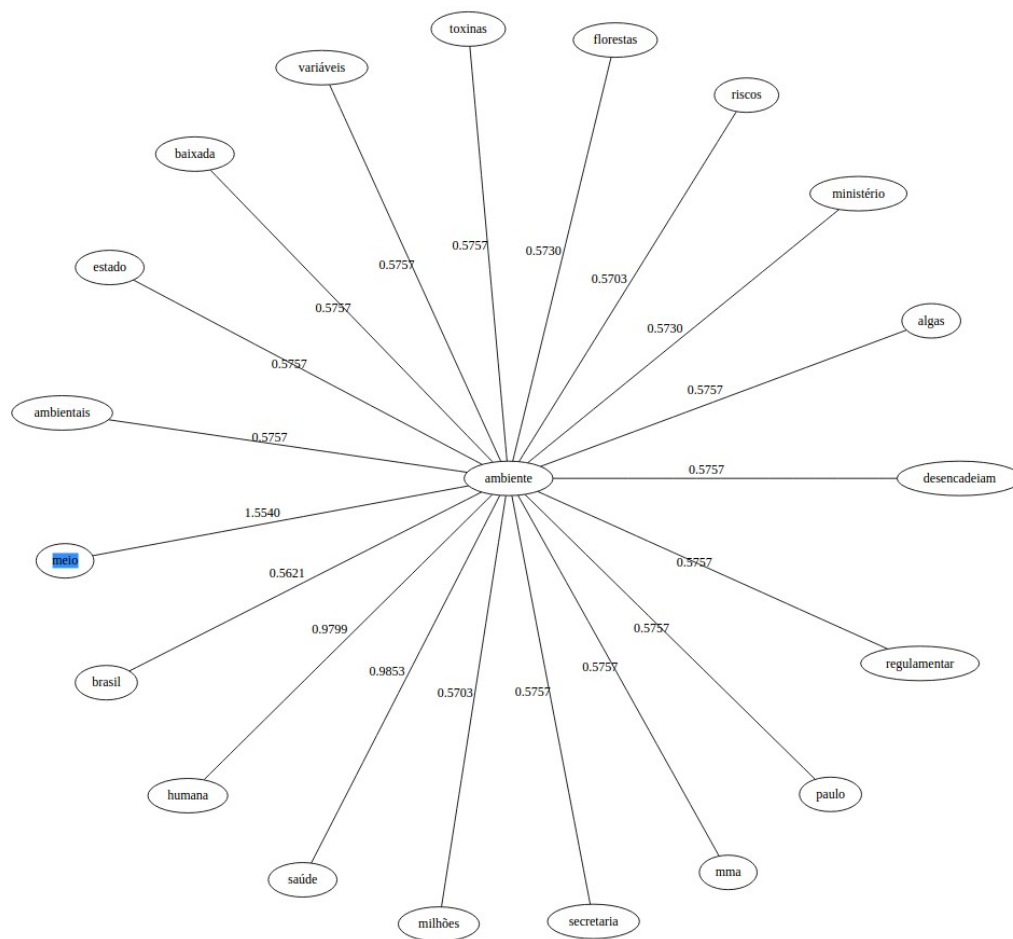 toxinas
florestas
variáveis
riscos
baixada
ministério
0.5757
0.5730
estado
0.5757
0.5703
0.5757
algas
0.5730
0.5757
0.5757
ambientais
0.5757
0.5757
ambiente
desencadeiam
1.5540
meio
0.5757
0.5621
0.9799
0.5757
regulamentar
0.9853
0.5757
brasil
0.5703
0.5757
humana
paulo
saúde
mma
milhões
secretaria